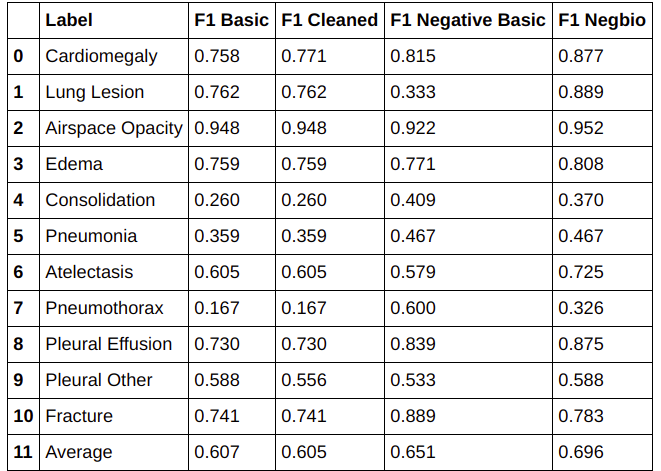 Label F1 Basic F1 Cleaned F1 Negative Basic F1 Negbio
0 Cardiomegaly 0.758 0.771 0.815 0.877
1 Lung Lesion 0.762 0.762 0.333 0.889
2 Airspace Opacity 0.948 0.948 0.922 0.952
3 Edema 0.759 0.759 0.771 0.808
4 Consolidation 0.260 0.260 0.409 0.370
5 Pneumonia 0.359 0.359 0.467 0.467
6 Atelectasis 0.605 0.605 0.579 0.725
7 Pneumothorax 0.167 0.167 0.600 0.326
8 Pleural Effusion 0.730 0.730 0.839 0.875
9 Pleural Other 0.588 0.556 0.533 0.588
10 Fracture 0.741 0.741 0.889 0.783
11 Average 0.607 0.605 0.651 0.696